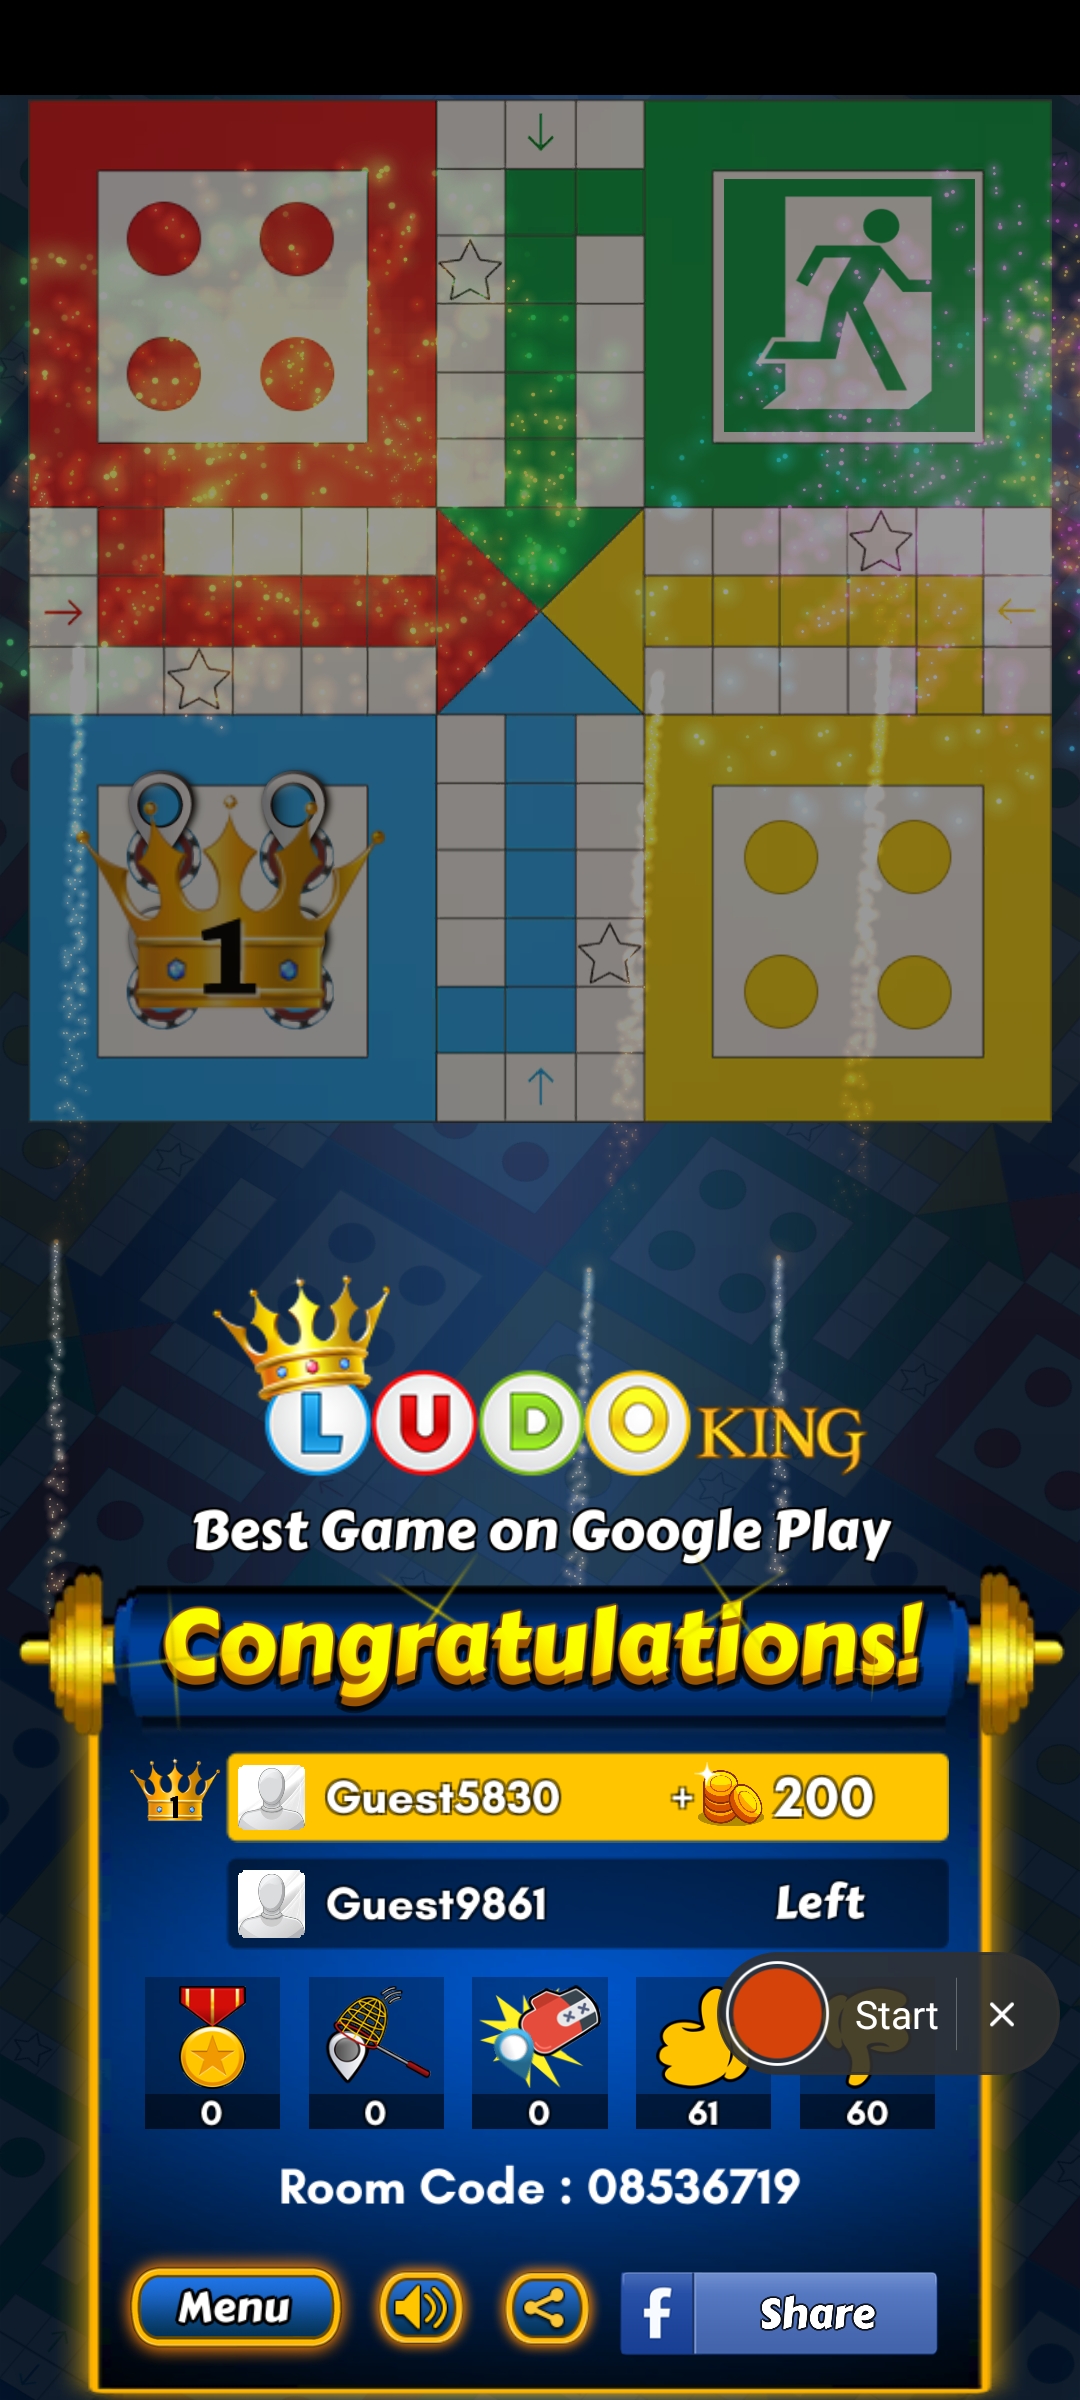 1
LUDO KING
Best Game on Google Play
Congratulations!
1 Guest5830 + 200
Guest9861 Left
Start ×
0 0 0 61 60
Room Code : 08536719
Menu f Share